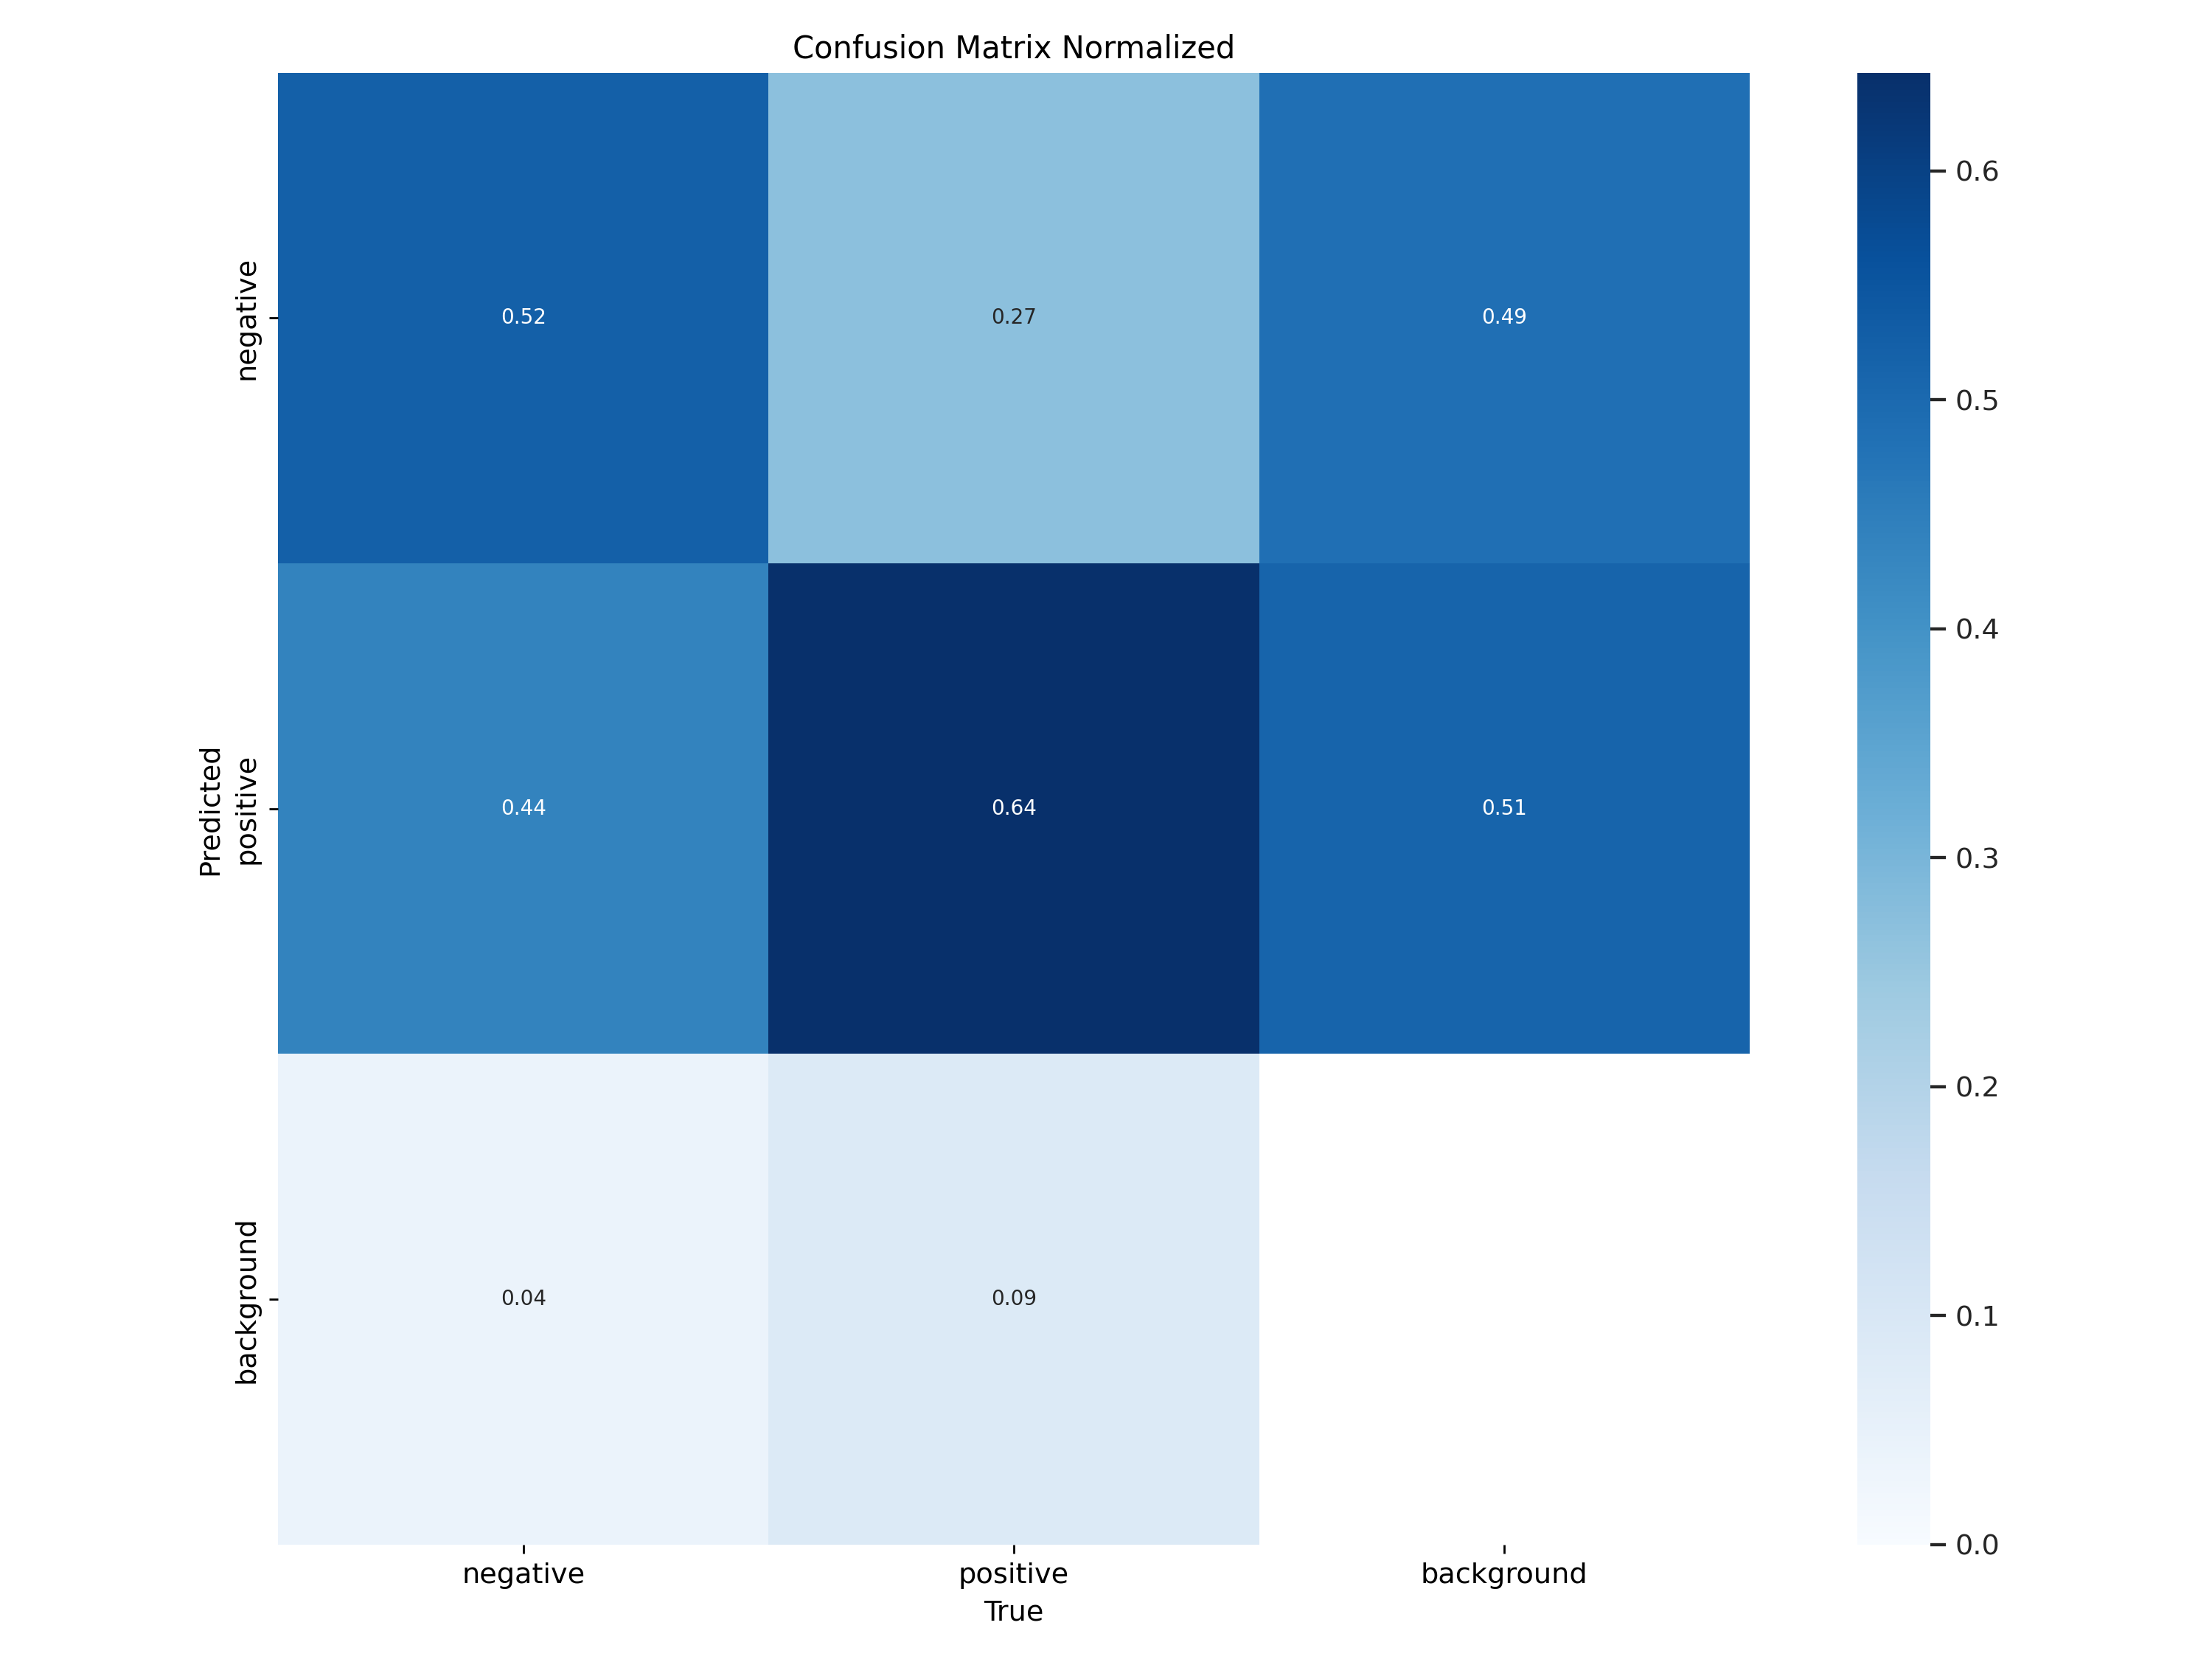 Confusion Matrix Normalized
negative
0.52
0.27
0.49
Predicted
positive
0.44
0.64
0.51
background
0.04
0.09
negative
positive
background
True
0.6
0.5
0.4
0.3
0.2
0.1
0.0